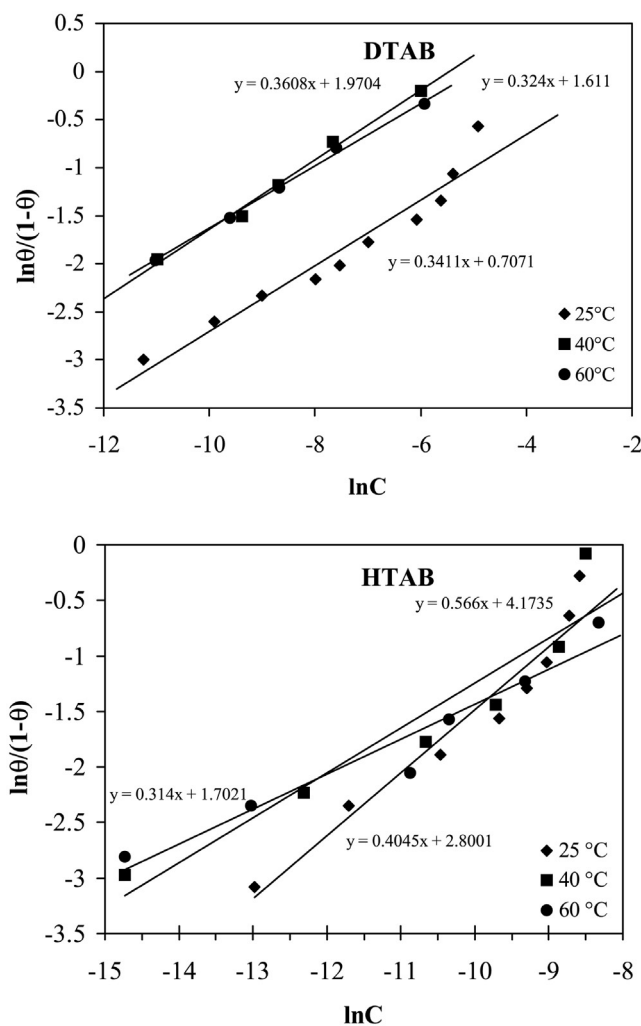 DTAB
y = 0.3608x + 1.9704
y = 0.324x + 1.611
y = 0.3411x + 0.7071
lnθ/(1-θ)
0.5
0
-0.5
-1
-1.5
-2
-2.5
-3
-3.5
25°C
40°C
60°C
-12 -10 -8 -6 -4 -2
lnC
HTAB
y = 0.566x + 4.1735
y = 0.314x + 1.7021
y = 0.4045x + 2.8001
lnθ/(1-θ)
0
-0.5
-1
-1.5
-2
-2.5
-3
-3.5
25 °C
40 °C
60 °C
-15 -14 -13 -12 -11 -10 -9 -8
lnC